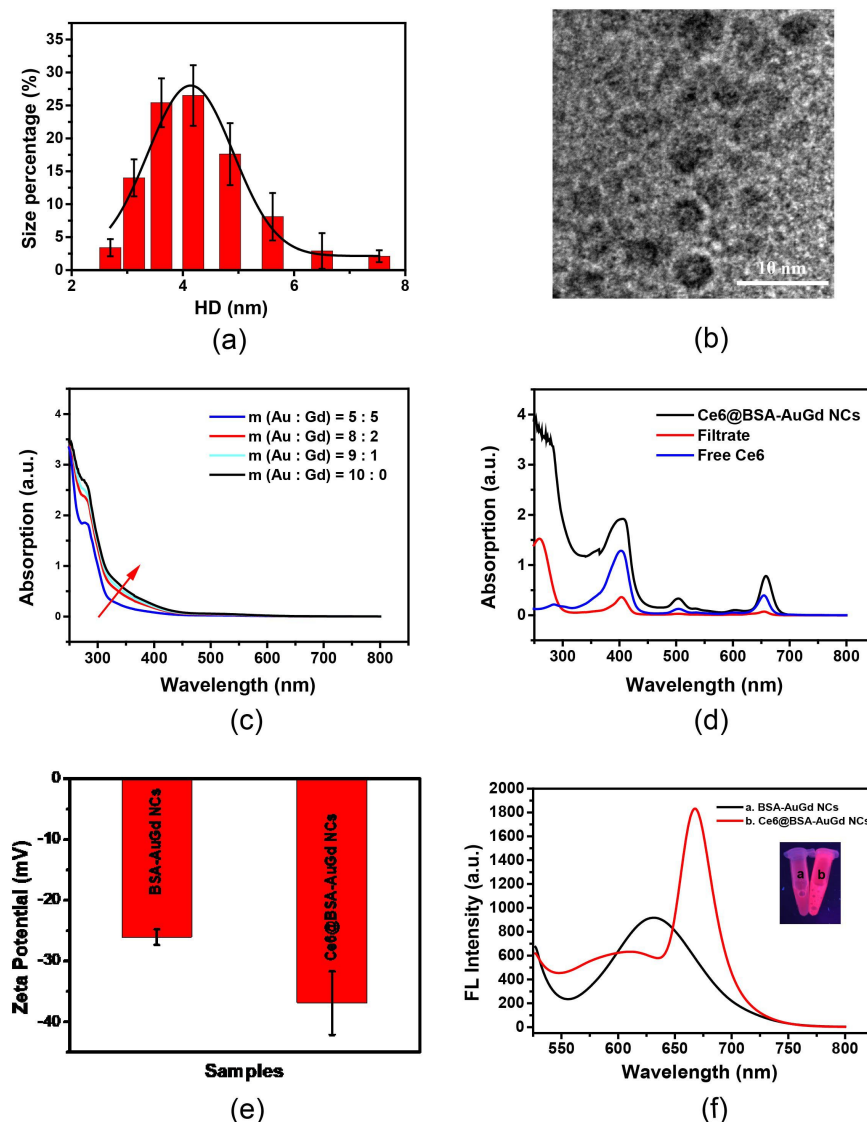 35
30
25
20
15
10
5
0
Size percentage (%)
2 4 6 8
HD (nm)
(a)
10 nm
(b)
4
3
2
1
0
Absorption (a.u.)
m (Au : Gd) = 5 : 5
m (Au : Gd) = 8 : 2
m (Au : Gd) = 9 : 1
m (Au : Gd) = 10 : 0
300 400 500 600 700 800
Wavelength (nm)
(c)
4
3
2
1
0
Absorprtion (a.u.)
Ce6@BSA-AuGd NCs
Filtrate
Free Ce6
300 400 500 600 700 800
Wavelength (nm)
(d)
0
-10
-20
-30
-40
Zeta Potential (mV)
BSA-AuGd NCs
Ce6@BSA-AuGd NCs
Samples
(e)
2000
1800
1600
1400
1200
1000
800
600
400
200
0
FL Intensity (a.u.)
a. BSA-AuGd NCs
b. Ce6@BSA-AuGd NCs
a b
550 600 650 700 750 800
Wavelength (nm)
(f)